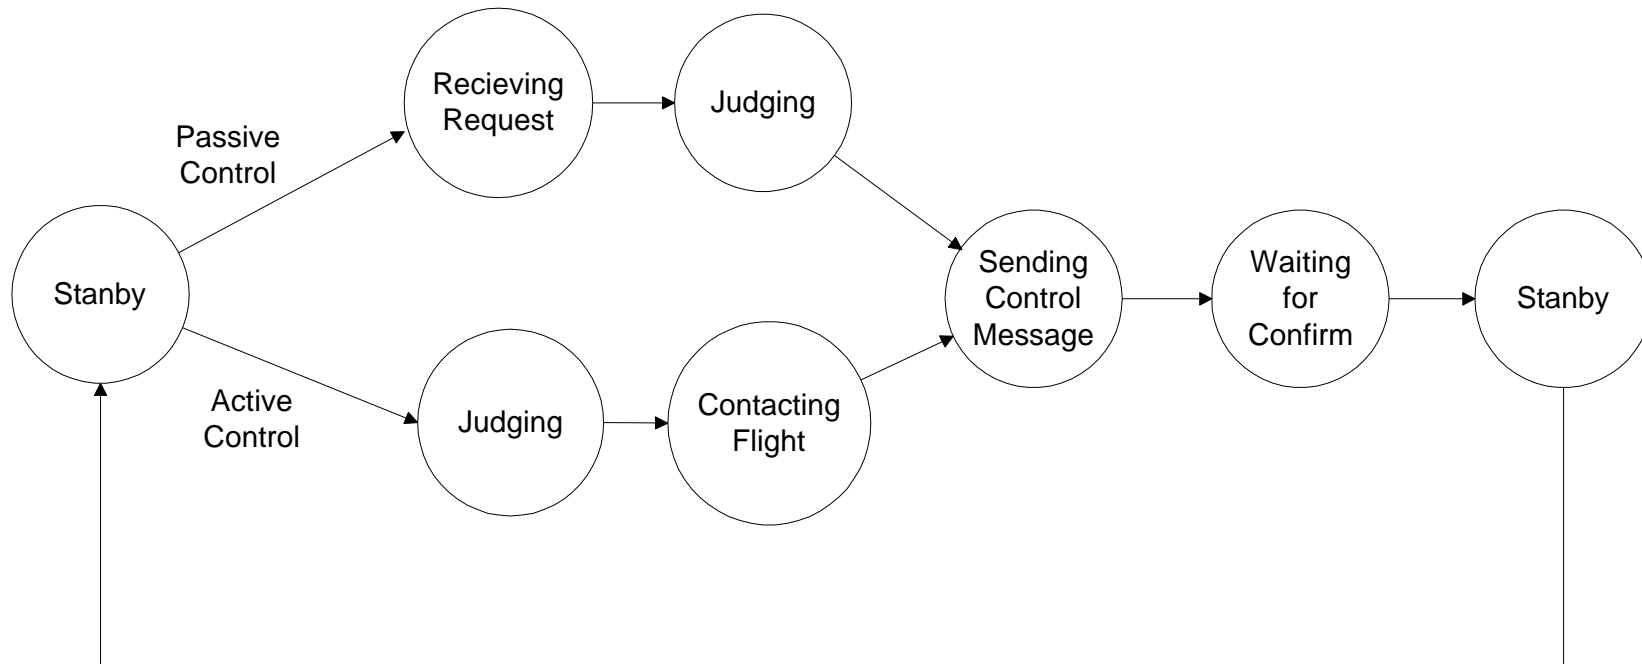 Recieving
Request
Judging
Passive
Control
Stanby
Sending
Control
Message
Waiting
for
Confirm
Stanby
Active
Control
Judging
Contacting
Flight